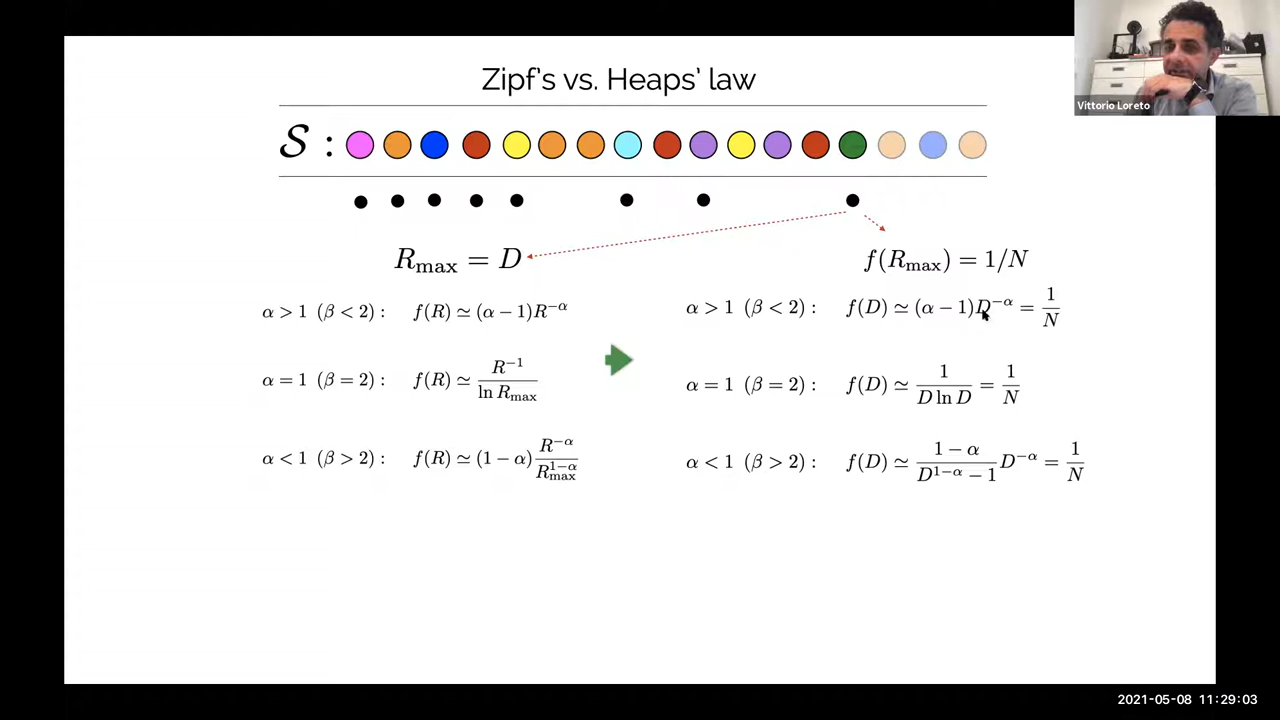 Zipf's vs. Heaps' law
Vittorio Loreto
𝒮 :
R_max = D
f(R_max) = 1/N
α > 1 (β < 2) : f(R) ≃ (α − 1)R^−α
α > 1 (β < 2) : f(D) ≃ (α − 1)D^−α = 1/N
α = 1 (β = 2) : f(R) ≃ R^−1 / ln R_max
α = 1 (β = 2) : f(D) ≃ 1 / D ln D = 1/N
α < 1 (β > 2) : f(R) ≃ (1 − α) R^−α / R_max^1−α
α < 1 (β > 2) : f(D) ≃ 1 − α / D^1−α − 1 D^−α = 1/N
2021-05-08 11:29:03